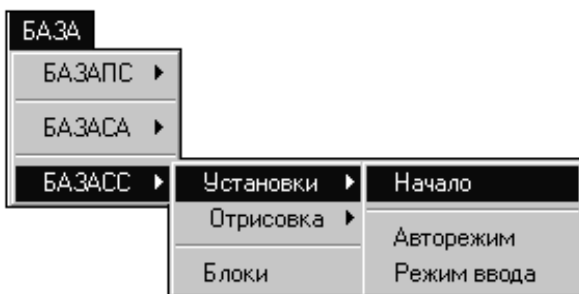 БАЗА
БАЗАПС
БАЗАСА
БАЗАСС
Установки
Начало
Отрисовка
Авторежим
Блоки
Режим ввода